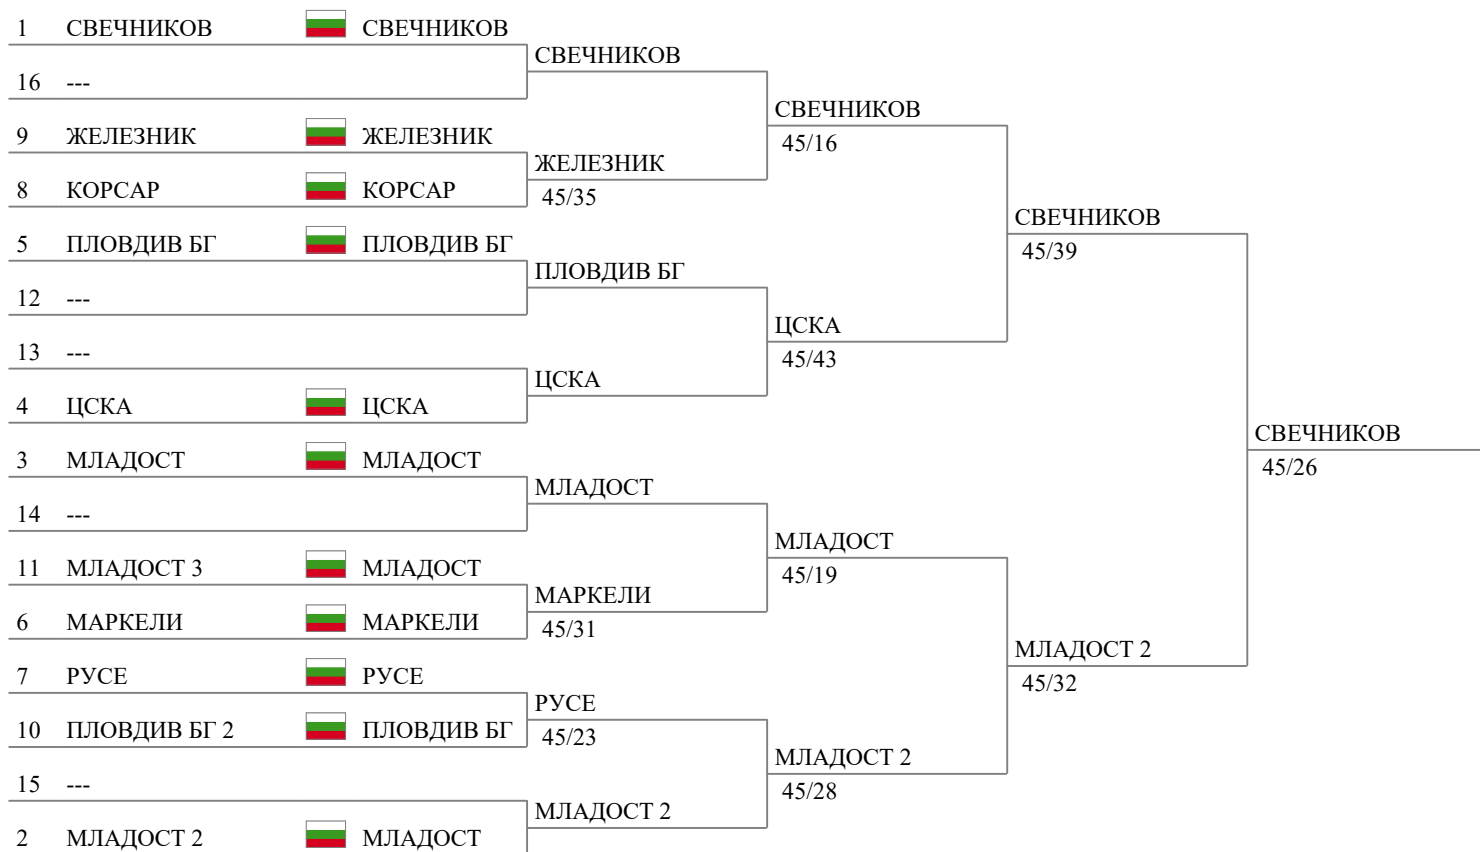 1 СВЕЧНИКОВ СВЕЧНИКОВ
СВЕЧНИКОВ
16 ---
СВЕЧНИКОВ
45/16
9 ЖЕЛЕЗНИК ЖЕЛЕЗНИК
ЖЕЛЕЗНИК
45/35
8 КОРСАР КОРСАР
СВЕЧНИКОВ
45/39
5 ПЛОВДИВ БГ ПЛОВДИВ БГ
ПЛОВДИВ БГ
12 ---
ЦСКА
45/43
13 ---
ЦСКА
4 ЦСКА ЦСКА
СВЕЧНИКОВ
45/26
3 МЛАДОСТ МЛАДОСТ
МЛАДОСТ
14 ---
МЛАДОСТ
45/19
11 МЛАДОСТ 3 МЛАДОСТ
МАРКЕЛИ
45/31
6 МАРКЕЛИ МАРКЕЛИ
МЛАДОСТ 2
45/32
7 РУСЕ РУСЕ
РУСЕ
45/23
10 ПЛОВДИВ БГ 2 ПЛОВДИВ БГ
МЛАДОСТ 2
45/28
15 ---
МЛАДОСТ 2
2 МЛАДОСТ 2 МЛАДОСТ